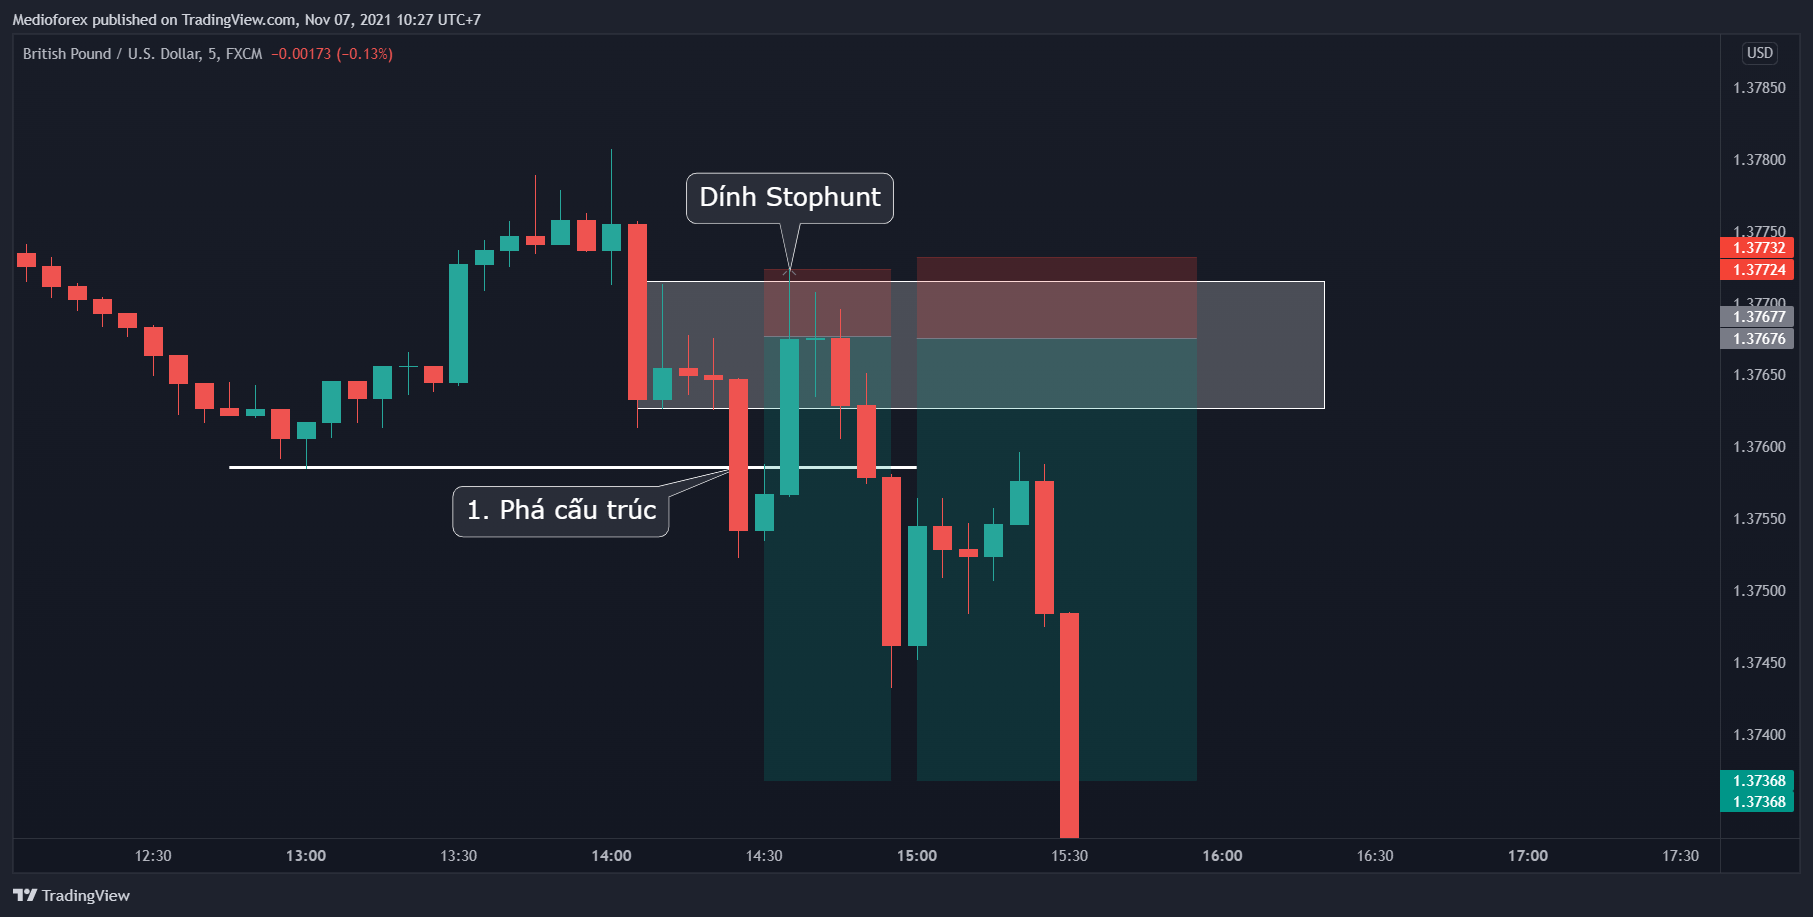 Medioforex published on TradingView.com, Nov 07, 2021 10:27 UTC+7
British Pound / U.S. Dollar, 5, FXCM −0.00173 (−0.13%)
USD
1.37850
1.37800
Dính Stophunt
1.37750
1.37732
1.37724
1.37700
1.37677
1.37676
1.37650
1.37600
1. Phá cấu trúc
1.37550
1.37500
1.37450
1.37400
1.37368
1.37368
12:30 13:00 13:30 14:00 14:30 15:00 15:30 16:00 16:30 17:00 17:30
TradingView